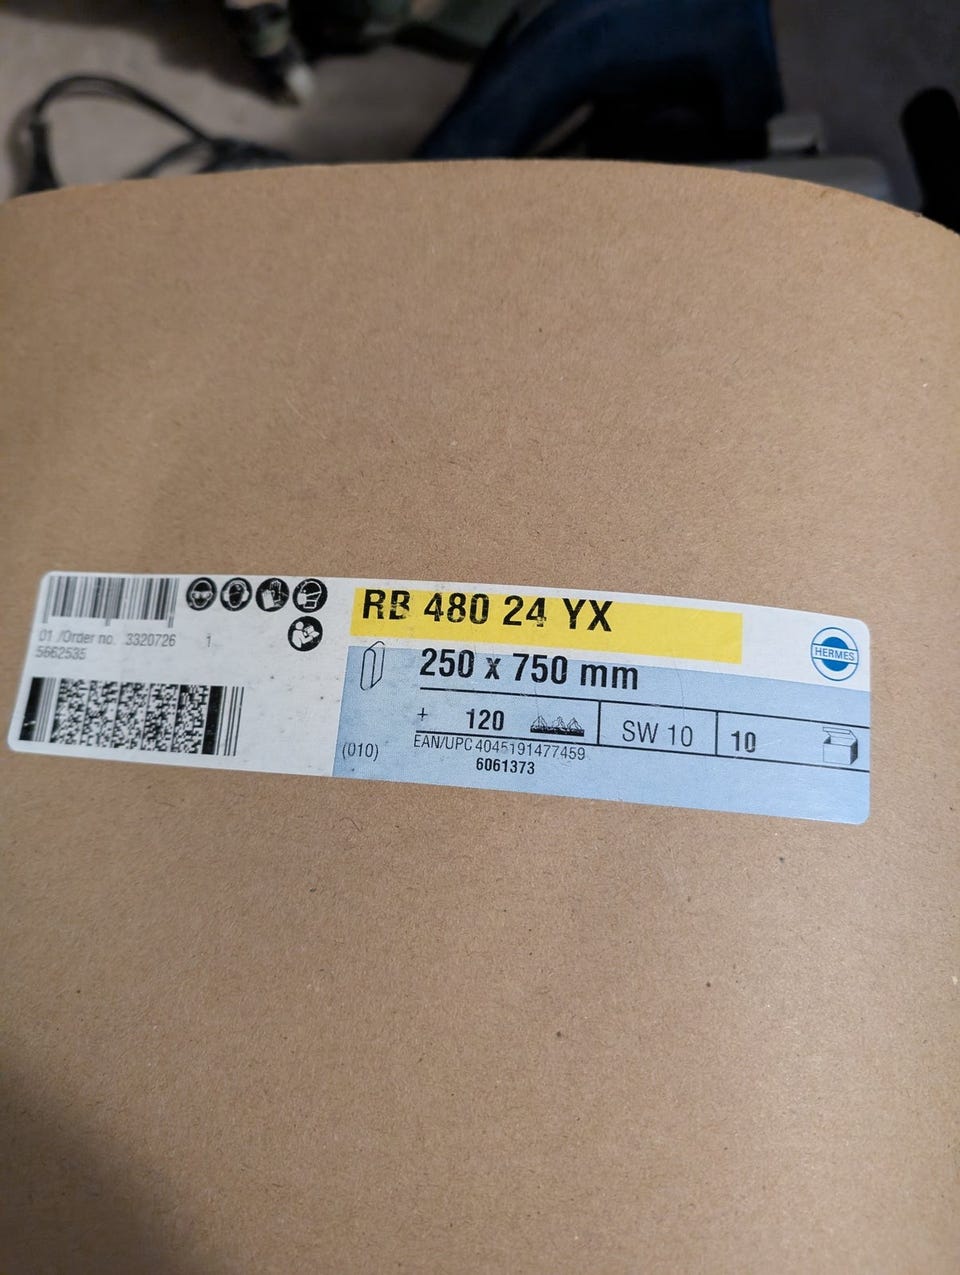 01 /Order no. 3320726 1
5662535
RB 480 24 YX
250 x 750 mm
HERMES
+ 120
SW 10
10
(010)
EAN/UPC 4045191477459
6061373